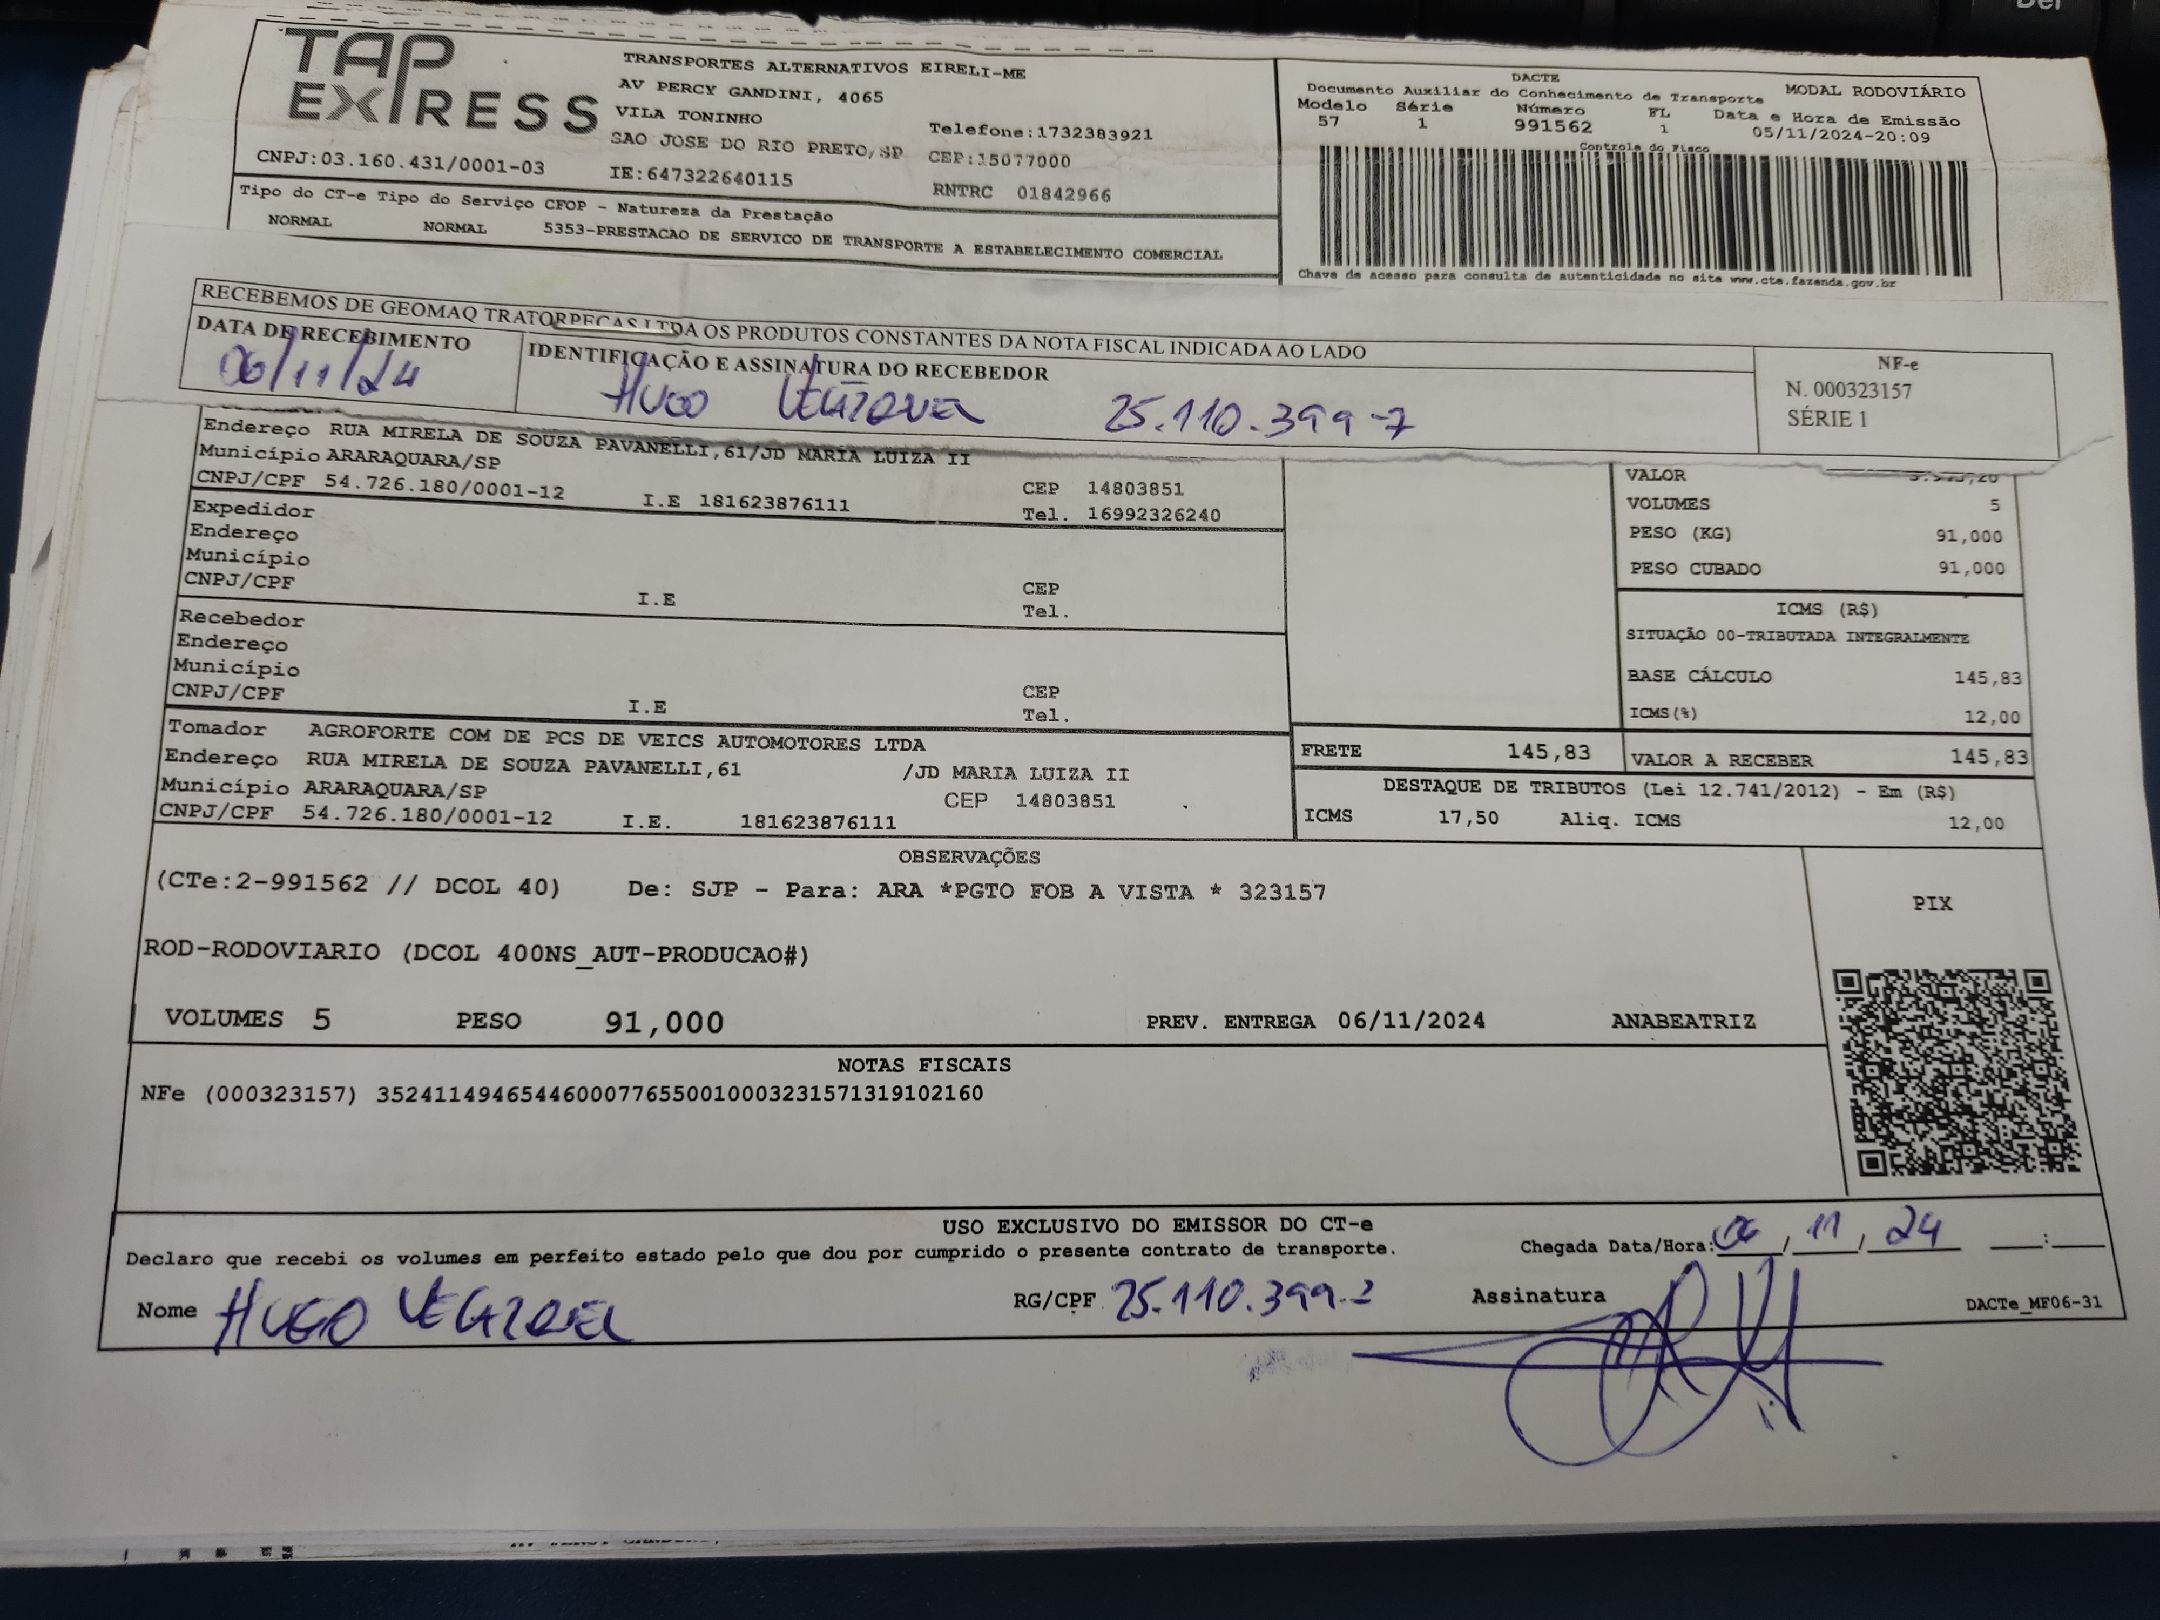 TAP
EXPRESS
TRANSPORTES ALTERNATIVOS EIRELI-ME
AV PERCY GANDINI, 4065
VILA TONINHO
Telefone:1732383921
SAO JOSE DO RIO PRETO,SP CEP:15077000
CNPJ:03.160.431/0001-03 IE:647322640115 RNTRC 01842966
DACTE MODAL RODOVIÁRIO
Documento Auxiliar do Conhecimento de Transporte
Modelo Série Número FL Data e Hora de Emissão
57 1 991562 1 05/11/2024-20:09
Controle do Fisco
Chave de acesso para consulta de autenticidade no site www.cte.fazenda.gov.br
Tipo do CT-e Tipo do Serviço CFOP - Natureza da Prestação
NORMAL NORMAL 5353-PRESTACAO DE SERVICO DE TRANSPORTE A ESTABELECIMENTO COMERCIAL
RECEBEMOS DE GEOMAQ TRATORPECAS LTDA OS PRODUTOS CONSTANTES DA NOTA FISCAL INDICADA AO LADO
DATA DE RECEBIMENTO IDENTIFICAÇÃO E ASSINATURA DO RECEBEDOR
06/11/24 HUGO 25.110.399-7
NF-e
N. 000323157
SÉRIE 1
Endereço RUA MIRELA DE SOUZA PAVANELLI,61/JD MARIA LUIZA II
Município ARARAQUARA/SP
CNPJ/CPF 54.726.180/0001-12 I.E 181623876111
CEP 14803851
Tel. 16992326240
Expedidor
Endereço
Município
CNPJ/CPF I.E
CEP
Tel.
Recebedor
Endereço
Município
CNPJ/CPF I.E
CEP
Tel.
VALOR
VOLUMES 5
PESO (KG) 91,000
PESO CUBADO 91,000
ICMS (R$)
SITUAÇÃO 00-TRIBUTADA INTEGRALMENTE
BASE CÁLCULO 145,83
ICMS(%) 12,00
Tomador AGROFORTE COM DE PCS DE VEICS AUTOMOTORES LTDA
Endereço RUA MIRELA DE SOUZA PAVANELLI,61 /JD MARIA LUIZA II
Município ARARAQUARA/SP CEP 14803851
CNPJ/CPF 54.726.180/0001-12 I.E. 181623876111
FRETE 145,83 VALOR A RECEBER 145,83
DESTAQUE DE TRIBUTOS (Lei 12.741/2012) - Em (R$)
ICMS 17,50 Aliq. ICMS 12,00
OBSERVAÇÕES
(CTe:2-991562 // DCOL 40) De: SJP - Para: ARA *PGTO FOB A VISTA * 323157
PIX
ROD-RODOVIARIO (DCOL 400NS_AUT-PRODUCAO#)
VOLUMES 5 PESO 91,000 PREV. ENTREGA 06/11/2024 ANABEATRIZ
NOTAS FISCAIS
NFe (000323157) 35241149465446000776550010003231571319102160
USO EXCLUSIVO DO EMISSOR DO CT-e
Declaro que recebi os volumes em perfeito estado pelo que dou por cumprido o presente contrato de transporte.
Chegada Data/Hora: 06/11/24 :
Nome HUGO RG/CPF 25.110.399-7 Assinatura
DACTe_MF06-31